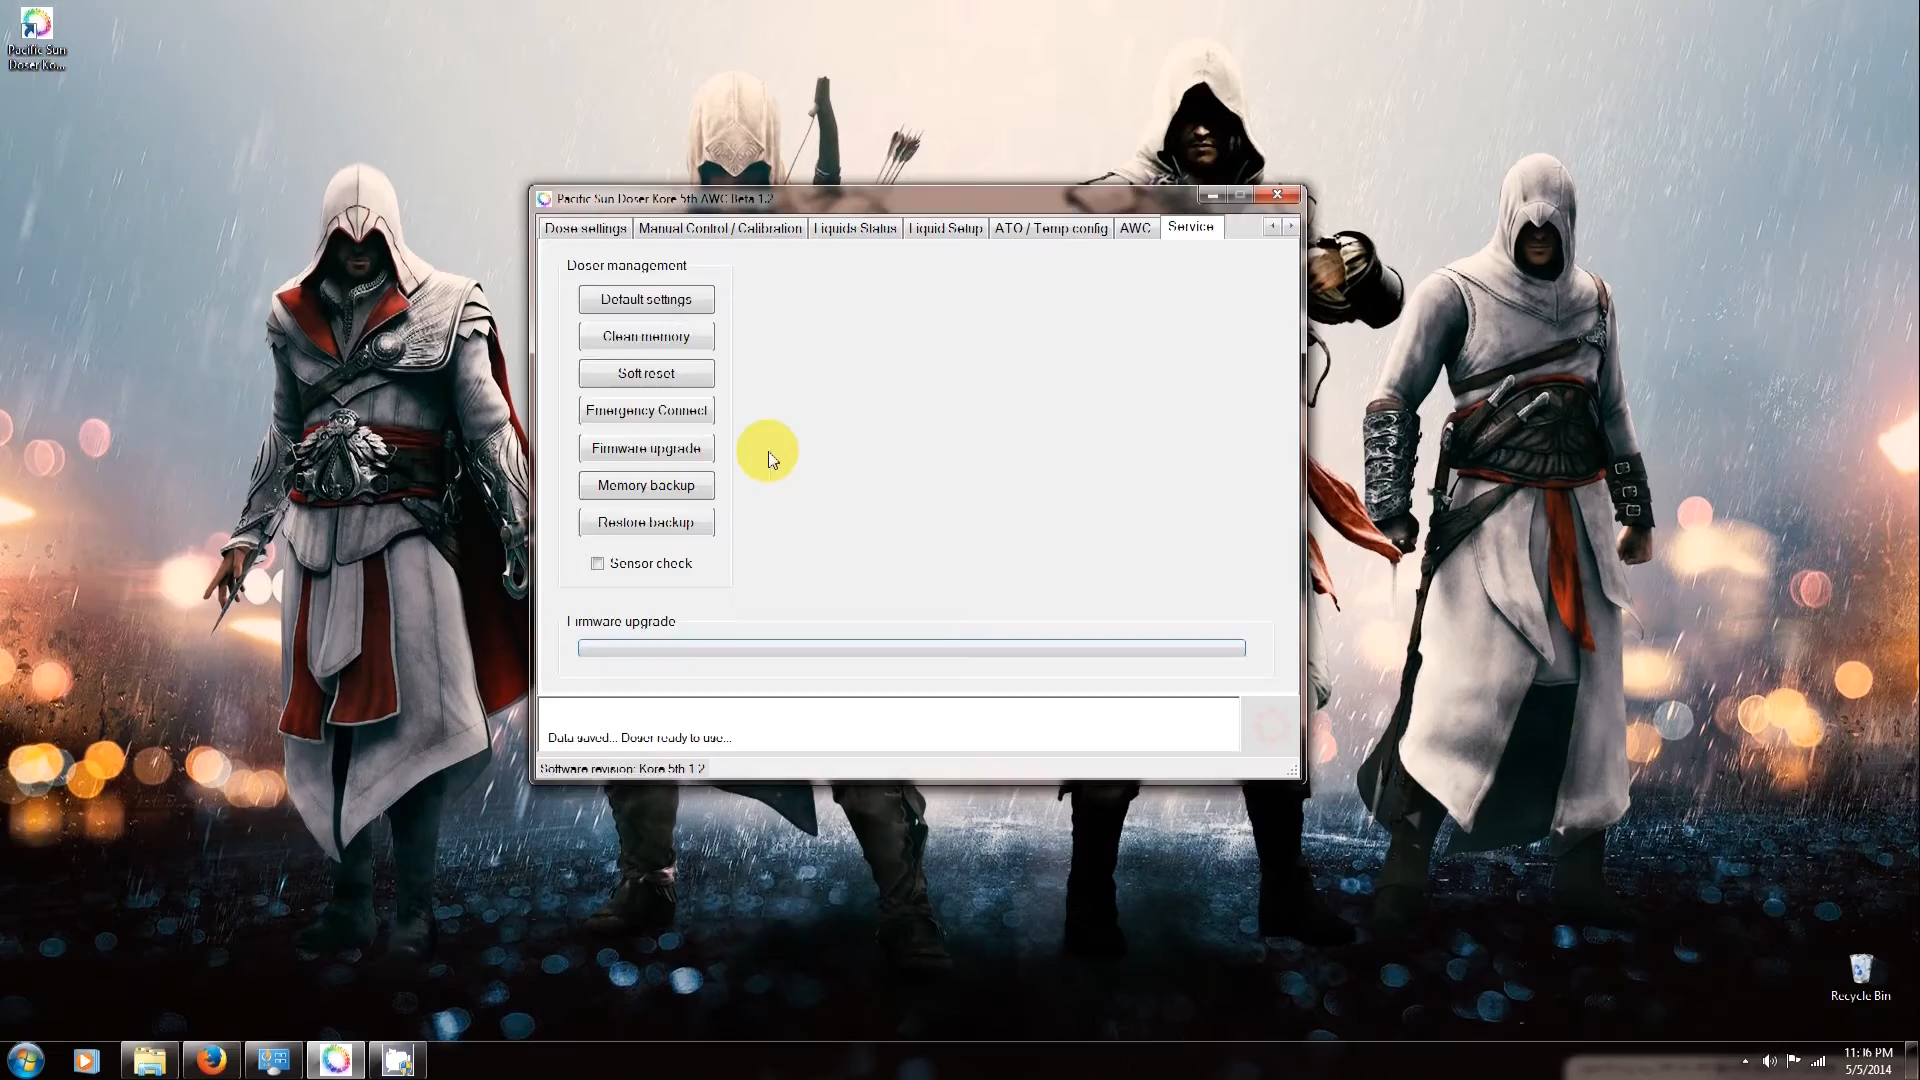 Pacific Sun
Doser Ko...
Pacific Sun Doser Kore 5th AWC Beta 1.2
Dose settings
Manual Control / Calibration
Liquids Status
Liquid Setup
ATO / Temp config
AWC
Service
Doser management
Default settings
Clean memory
Soft reset
Emergency Connect
Firmware upgrade
Memory backup
Restore backup
Sensor check
Firmware upgrade
Data saved... Doser ready to use...
Software revision: Kore 5th 1.2
Recycle Bin
11:36 PM
5/5/2014